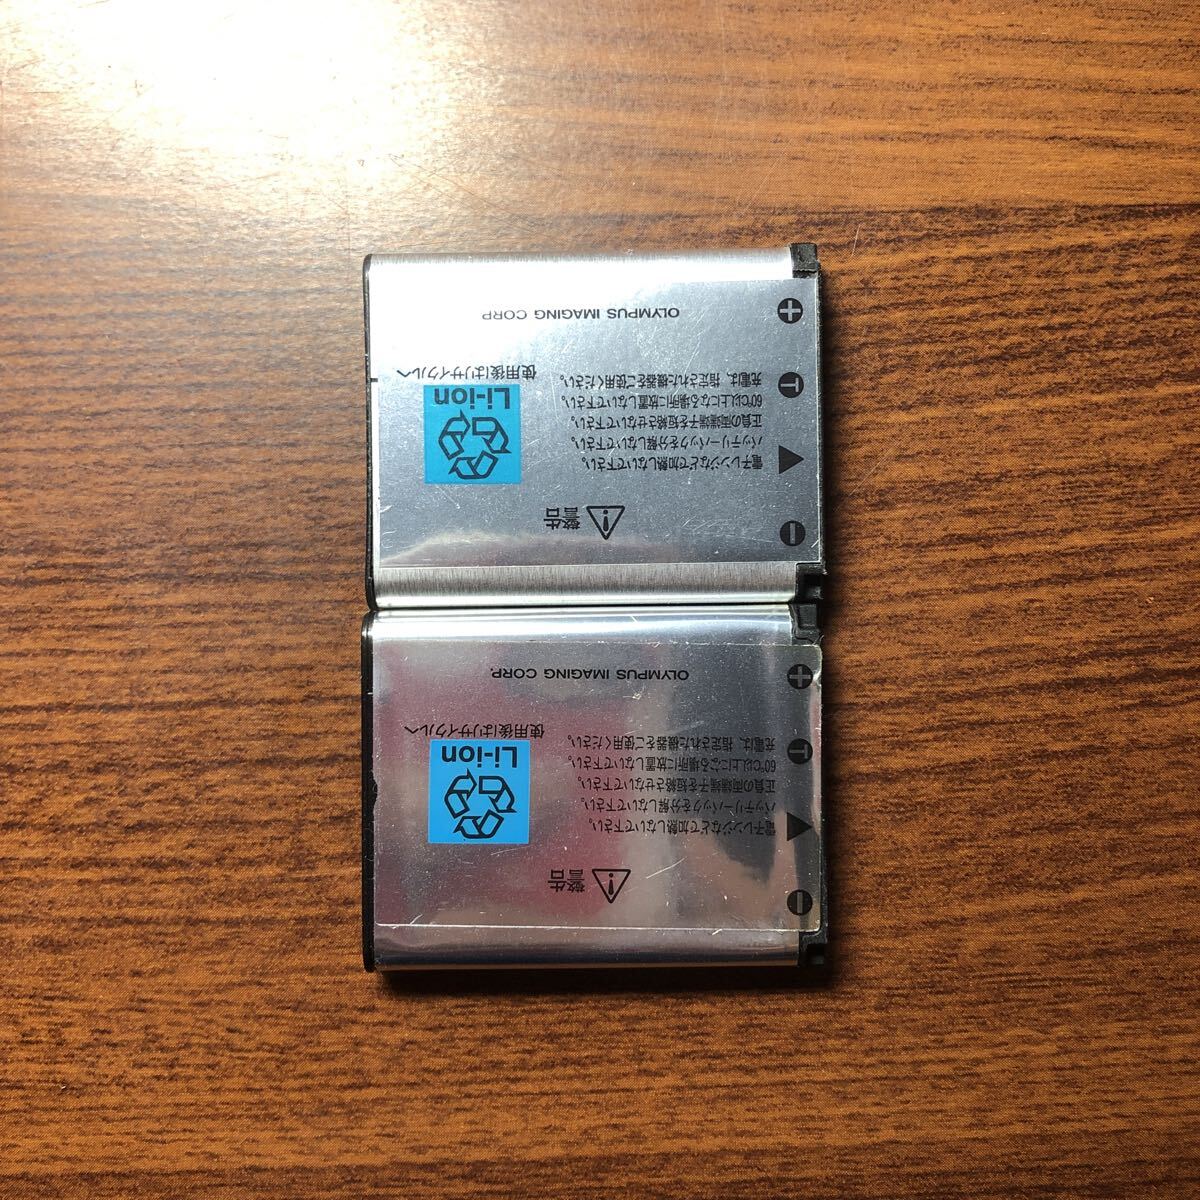 警告
電子レンジなどで加熱しないで下さい。
バッテリーパックを分解しないで下さい。
正負の両端端子を短絡させないで下さい。
60℃以上になる場所に放置しないで下さい。
充電は、指定された機器をご使用ください。
Li-ion
使用後はリサイクルへ
OLYMPUS IMAGING CORP.
T
警告
電子レンジなどで加熱しないで下さい。
バッテリーパックを分解しないで下さい。
正負の両端端子を短絡させないで下さい。
60℃以上になる場所に放置しないで下さい。
充電は、指定された機器をご使用ください。
Li-ion
使用後はリサイクルへ
OLYMPUS IMAGING CORP
T